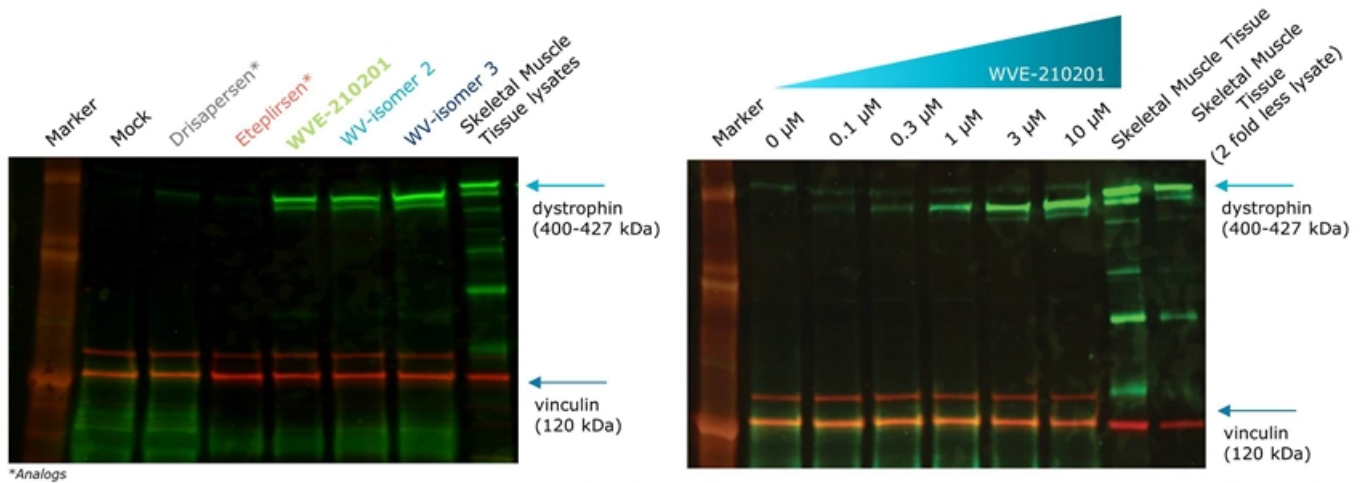 Marker
Mock
Drisapersen*
Eteplirsen*
WVE-210201
WV-isomer 2
WV-isomer 3
Skeletal Muscle
Tissue lysates
dystrophin
(400-427 kDa)
vinculin
(120 kDa)
*Analogs
WVE-210201
Marker
0 µM
0.1 µM
0.3 µM
1 µM
3 µM
10 µM
Skeletal Muscle Tissue
Skeletal Muscle
Tissue
(2 fold less lysate)
dystrophin
(400-427 kDa)
vinculin
(120 kDa)